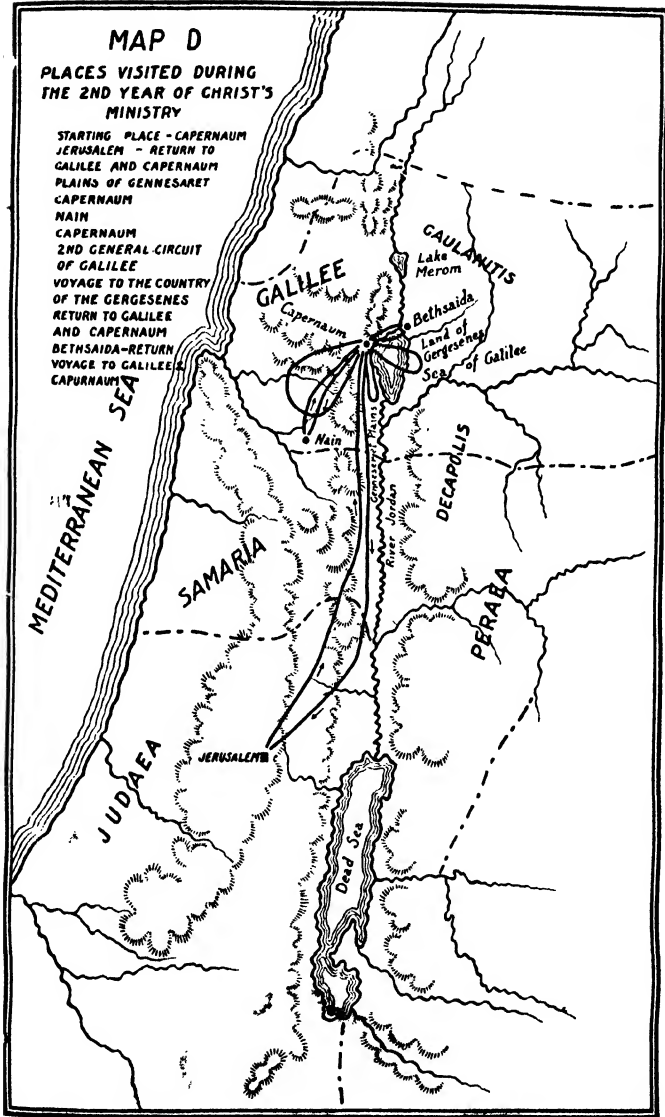 MAP D
PLACES VISITED DURING
THE 2ND YEAR OF CHRIST'S
MINISTRY
STARTING PLACE - CAPERNAUM
JERUSALEM - RETURN TO
GALILEE AND CAPERNAUM
PLAINS OF GENNESARET
CAPERNAUM
NAIN
CAPERNAUM
2ND GENERAL CIRCUIT
OF GALILEE
VOYAGE TO THE COUNTRY
OF THE GERGESENES
RETURN TO GALILEE
AND CAPERNAUM
BETHSAIDA-RETURN
VOYAGE TO GALILEE &
CAPURNAUM
MEDITERRANEAN SEA
GALILEE
GAULANUTIS
Lake
Merom
Capernaum
Bethsaida
Land of
Gergesenes
Sea of Galilee
Nain
Gennesaret Plains
River Jordan
DECAPOLIS
SAMARIA
PERAEA
JERUSALEM
JUDAEA
Dead Sea